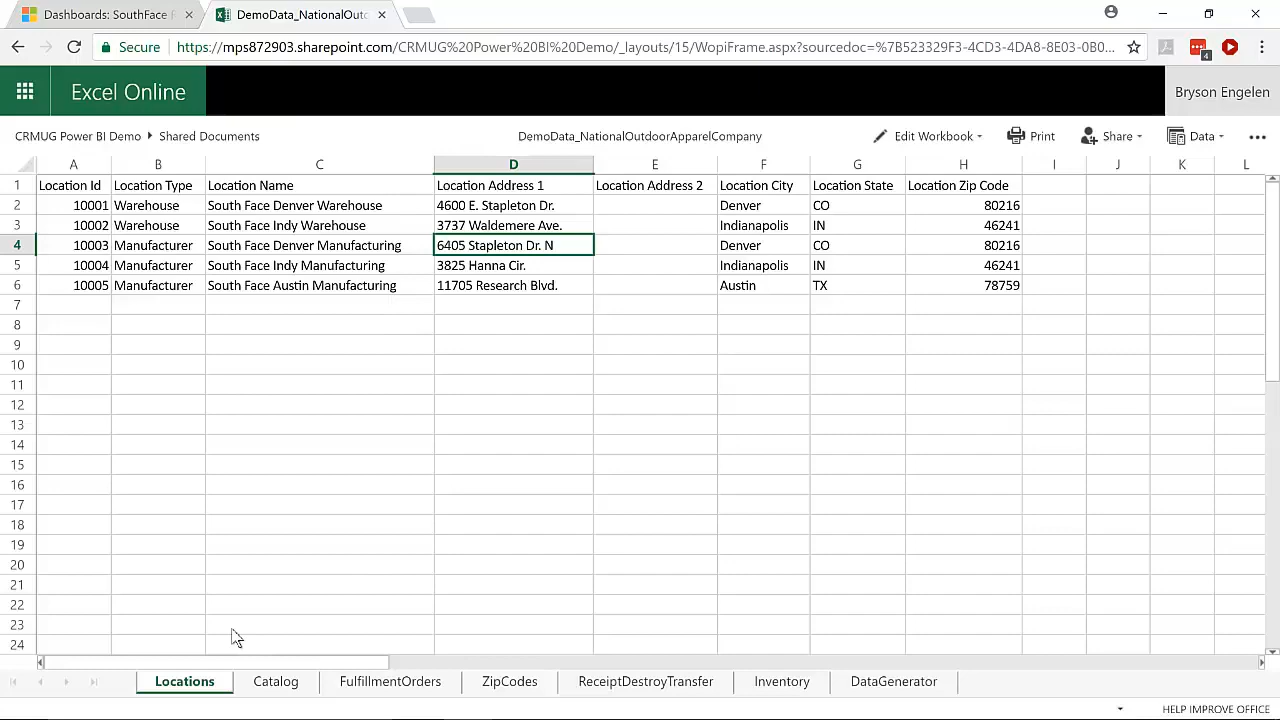 Dashboards: SouthFace
DemoData_NationalOutdo
Secure https://mps872903.sharepoint.com/CRMUG%20Power%20BI%20Demo/_layouts/15/WopiFrame.aspx?sourcedoc=%7B523329F3-4CD3-4DA8-8E03-0B0...
4
Excel Online
Bryson Engelen
CRMUG Power BI Demo Shared Documents
DemoData_NationalOutdoorApparelCompany
Edit Workbook Print Share Data
A B C D E F G H I J K L
1 Location Id Location Type Location Name Location Address 1 Location Address 2 Location City Location State Location Zip Code
2 10001 Warehouse South Face Denver Warehouse 4600 E. Stapleton Dr. Denver CO 80216
3 10002 Warehouse South Face Indy Warehouse 3737 Waldemere Ave. Indianapolis IN 46241
4 10003 Manufacturer South Face Denver Manufacturing 6405 Stapleton Dr. N Denver CO 80216
5 10004 Manufacturer South Face Indy Manufacturing 3825 Hanna Cir. Indianapolis IN 46241
6 10005 Manufacturer South Face Austin Manufacturing 11705 Research Blvd. Austin TX 78759
7
8
9
10
11
12
13
14
15
16
17
18
19
20
21
22
23
24
Locations Catalog FulfillmentOrders ZipCodes ReceiptDestroyTransfer Inventory DataGenerator
HELP IMPROVE OFFICE